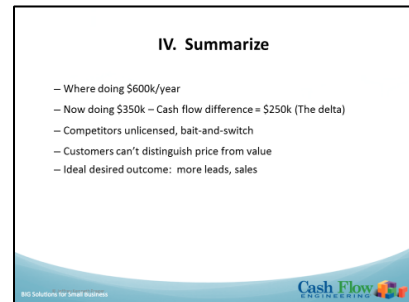 IV. Summarize
– Where doing $600k/year
– Now doing $350k – Cash flow difference = $250k (The delta)
– Competitors unlicensed, bait-and-switch
– Customers can't distinguish price from value
– Ideal desired outcome: more leads, sales
BIG Solutions for Small Business
Cash Flow
ENGINEERING